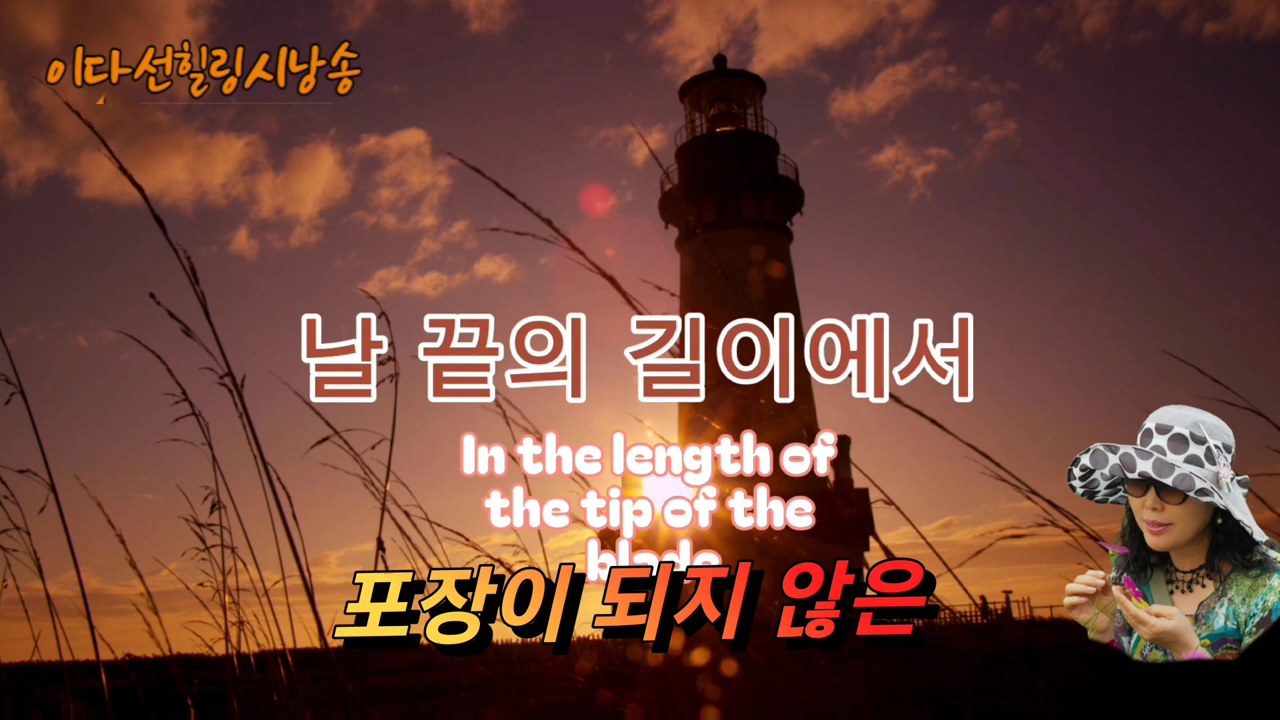 이다선힐링시낭송
날 끝의 길이에서
In the length of
the tip of the
blade
포장이 되지 않은